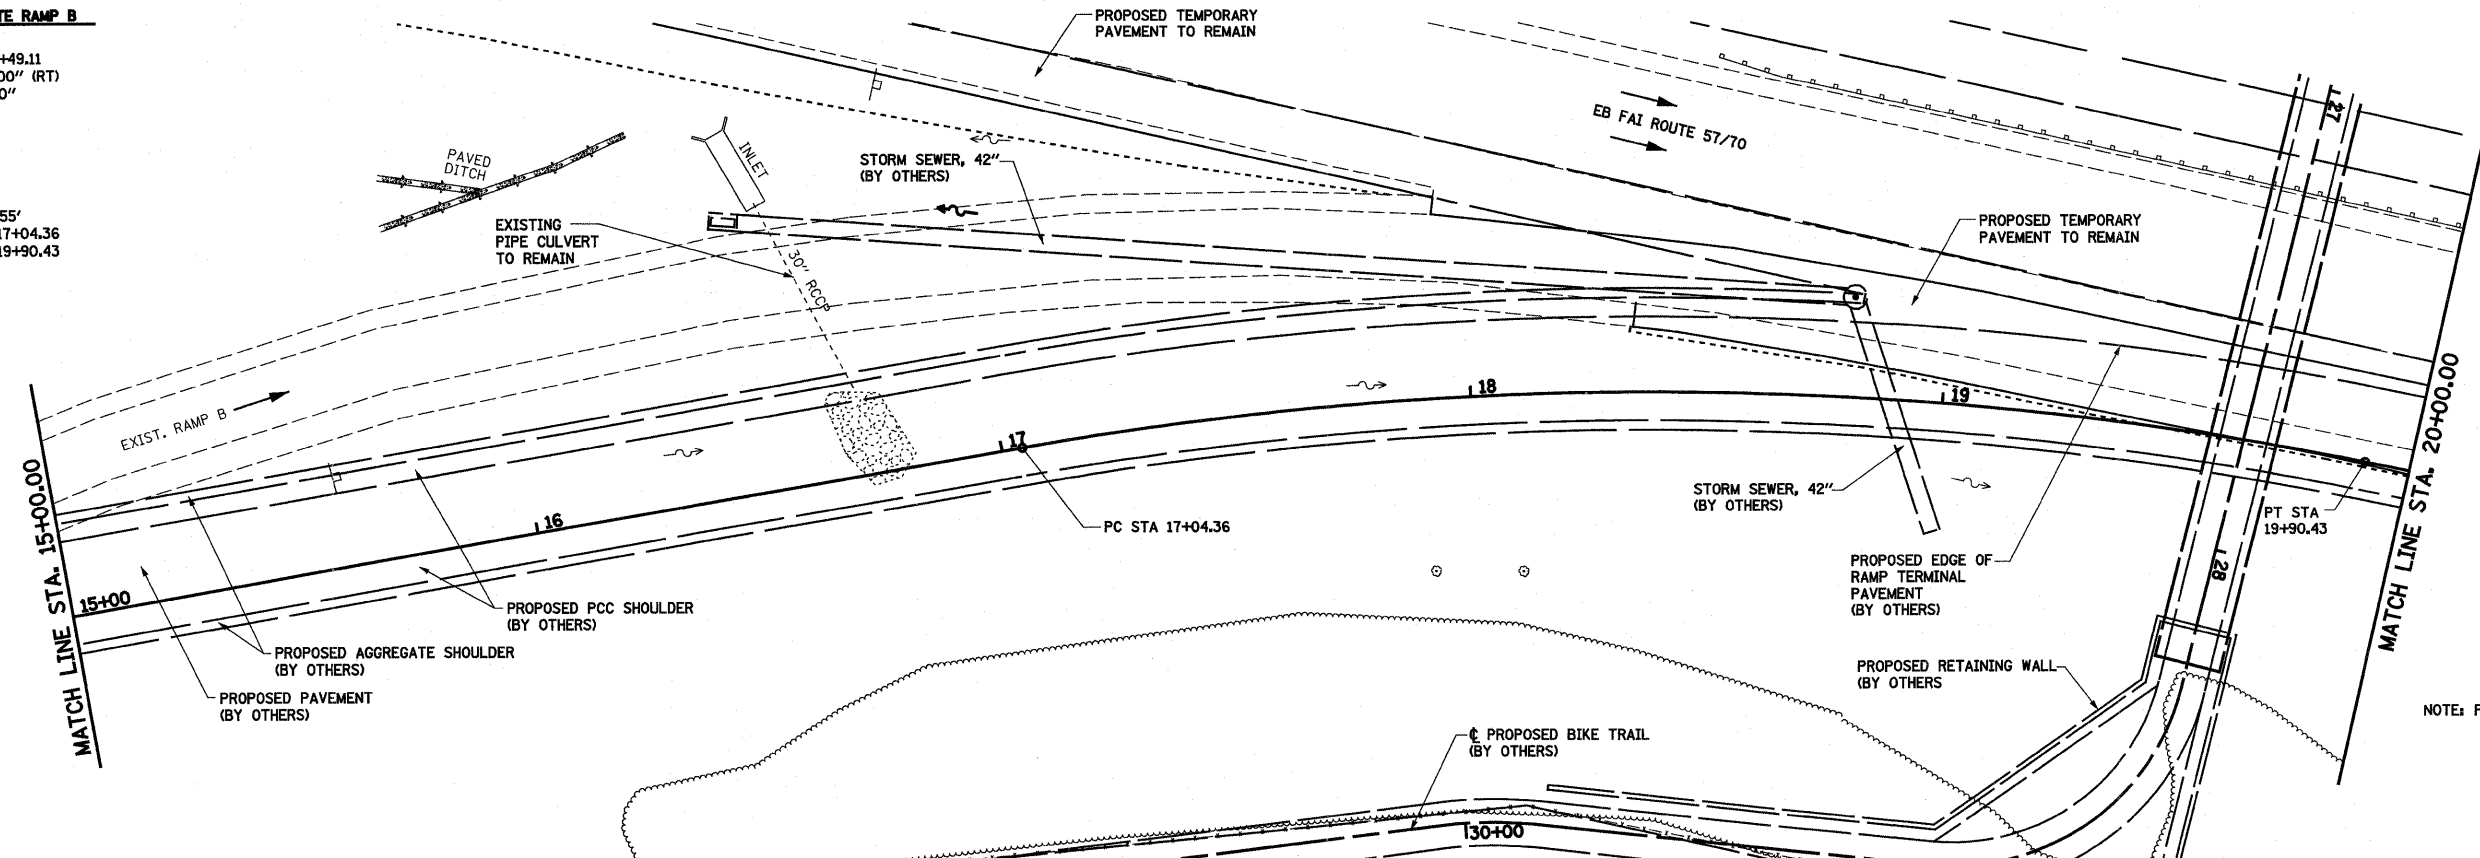 TE RAMP B
+49.11
00" (RT)
0"
55'
17+04.36
19+90.43
PROPOSED TEMPORARY
PAVEMENT TO REMAIN
EB FAI ROUTE 57/70
27
PAVED
DITCH
INLET
STORM SEWER, 42"
(BY OTHERS)
EXISTING
PIPE CULVERT
TO REMAIN
30" RCCP
PROPOSED TEMPORARY
PAVEMENT TO REMAIN
EXIST. RAMP B
MATCH LINE STA. 15+00.00
15+00
16
17
18
19
PC STA 17+04.36
STORM SEWER, 42"
(BY OTHERS)
PT STA
19+90.43
MATCH LINE STA. 20+00.00
28
PROPOSED EDGE OF
RAMP TERMINAL
PAVEMENT
(BY OTHERS)
PROPOSED PCC SHOULDER
(BY OTHERS)
PROPOSED AGGREGATE SHOULDER
(BY OTHERS)
PROPOSED PAVEMENT
(BY OTHERS)
PROPOSED RETAINING WALL
(BY OTHERS
NOTE: F
℄ PROPOSED BIKE TRAIL
(BY OTHERS)
30+00